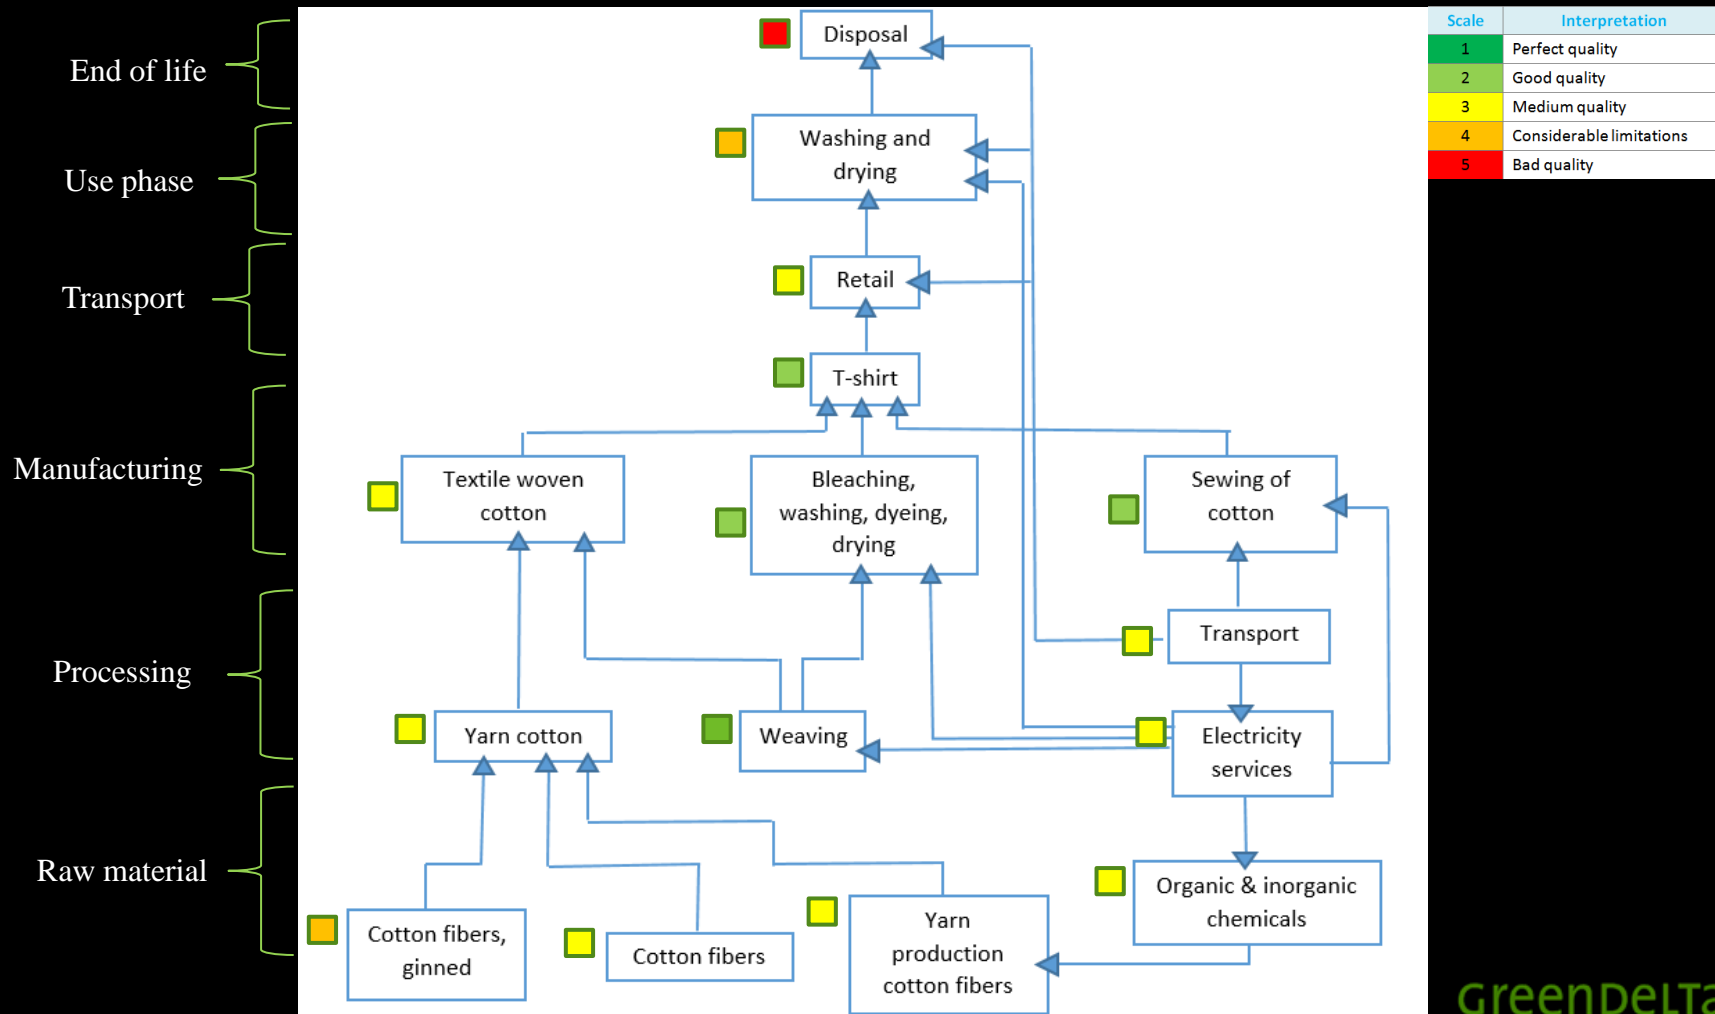 End of life
Use phase
Transport
Manufacturing
Processing
Raw material
Disposal
Washing and
drying
Retail
T-shirt
Textile woven
cotton
Bleaching,
washing, dyeing,
drying
Sewing of
cotton
Transport
Yarn cotton
Weaving
Electricity
services
Organic & inorganic
chemicals
Cotton fibers,
ginned
Cotton fibers
Yarn
production
cotton fibers
Scale Interpretation
1 Perfect quality
2 Good quality
3 Medium quality
4 Considerable limitations
5 Bad quality
GreenDelta